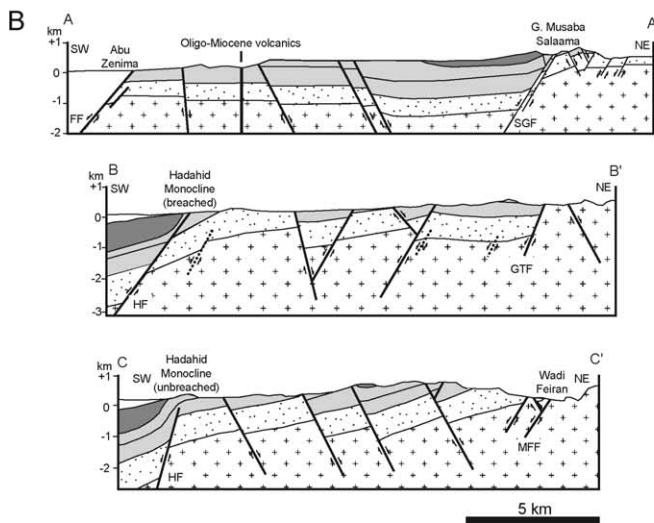 B
A
A
km
+1
SW
Abu
Zenima
Oligo-Miocene volcanics
G. Musaba
Salaama
NE
0
-1
-2
FF
SGF
B
B'
km
+1
SW
Hadahid
Monocline
(breached)
NE
0
-1
-2
-3
HF
GTF
C
C'
km
+1
SW
Hadahid
Monocline
(unbreached)
Wadi
Feiran
NE
0
-1
-2
HF
MFF
5 km